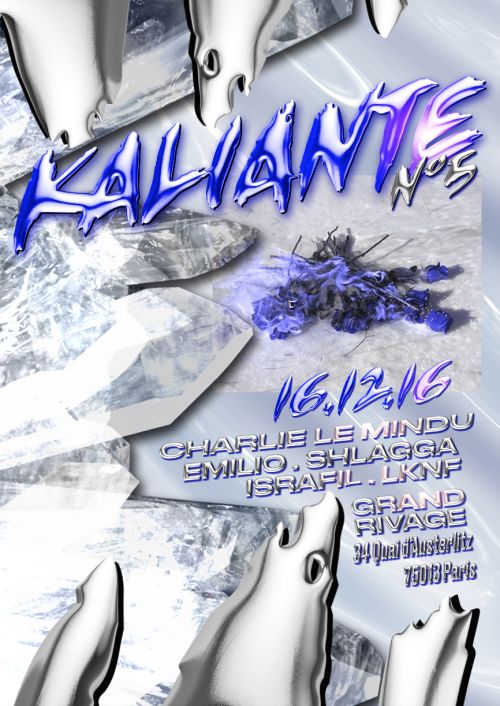 KALIANTE
N°5
16.12.16
CHARLIE LE MINDU
EMILIO . SHLAGGA
ISRAFIL . LKNF
GRAND
RIVAGE
34 Quai d'Austerlitz
75013 Paris